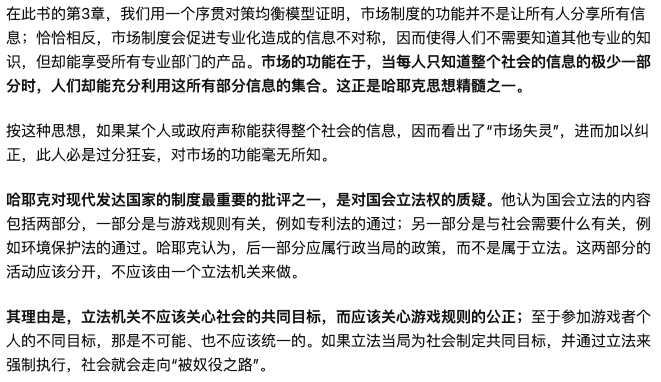 在此书的第3章，我们用一个序贯对策均衡模型证明，市场制度的功能并不是让所有人分享所有信
息；恰恰相反，市场制度会促进专业化造成的信息不对称，因而使得人们不需要知道其他专业的知
识，但却能享受所有专业部门的产品。市场的功能在于，当每人只知道整个社会的信息的极少一部
分时，人们却能充分利用这所有部分信息的集合。这正是哈耶克思想精髓之一。
按这种思想，如果某个人或政府声称能获得整个社会的信息，因而看出了“市场失灵”，进而加以纠
正，此人必是过分狂妄，对市场的功能毫无所知。
哈耶克对现代发达国家的制度最重要的批评之一，是对国会立法权的质疑。他认为国会立法的内容
包括两部分，一部分是与游戏规则有关，例如专利法的通过；另一部分是与社会需要什么有关，例
如环境保护法的通过。哈耶克认为，后一部分应属行政当局的政策，而不是属于立法。这两部分的
活动应该分开，不应该由一个立法机关来做。
其理由是，立法机关不应该关心社会的共同目标，而应该关心游戏规则的公正；至于参加游戏者个
人的不同目标，那是不可能、也不应该统一的。如果立法当局为社会制定共同目标，并通过立法来
强制执行，社会就会走向“被奴役之路”。